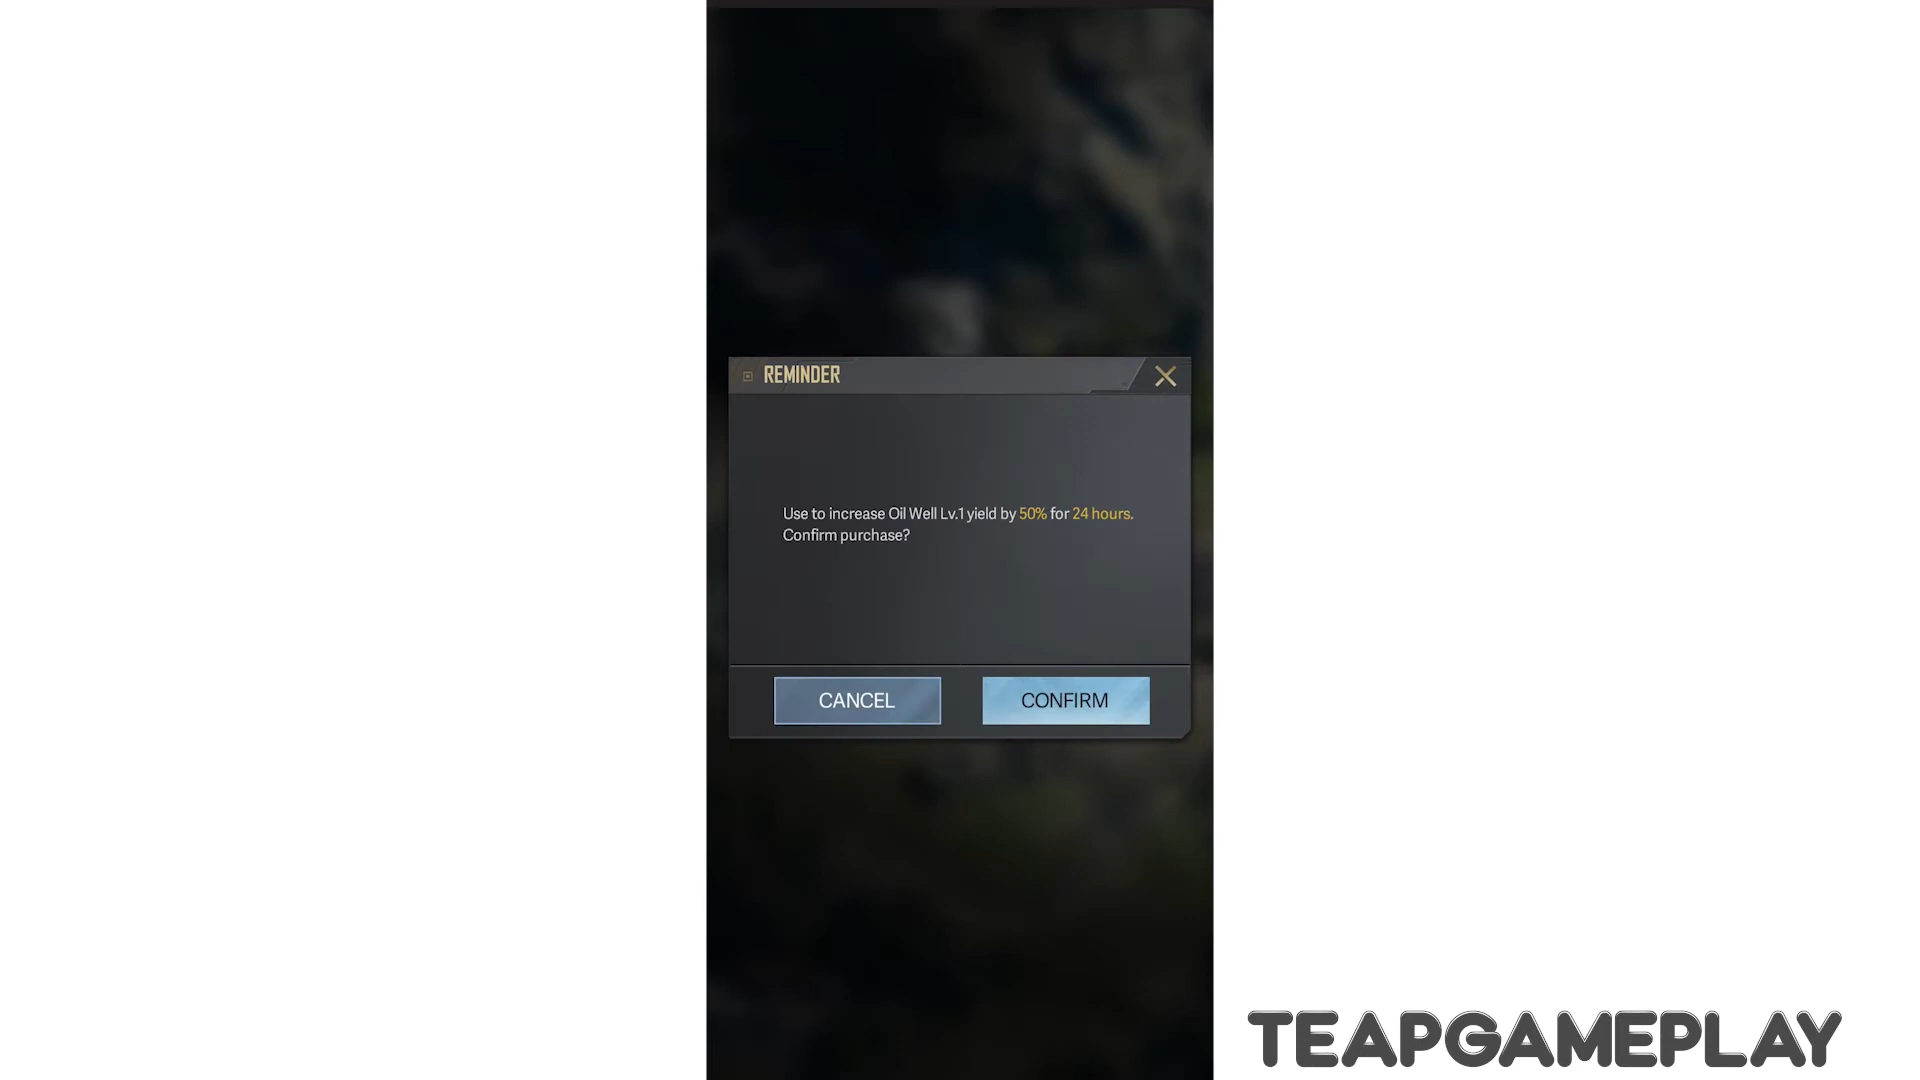 REMINDER
Use to increase Oil Well Lv.1 yield by 50% for 24 hours.
Confirm purchase?
CANCEL
CONFIRM
TEAPGAMEPLAY